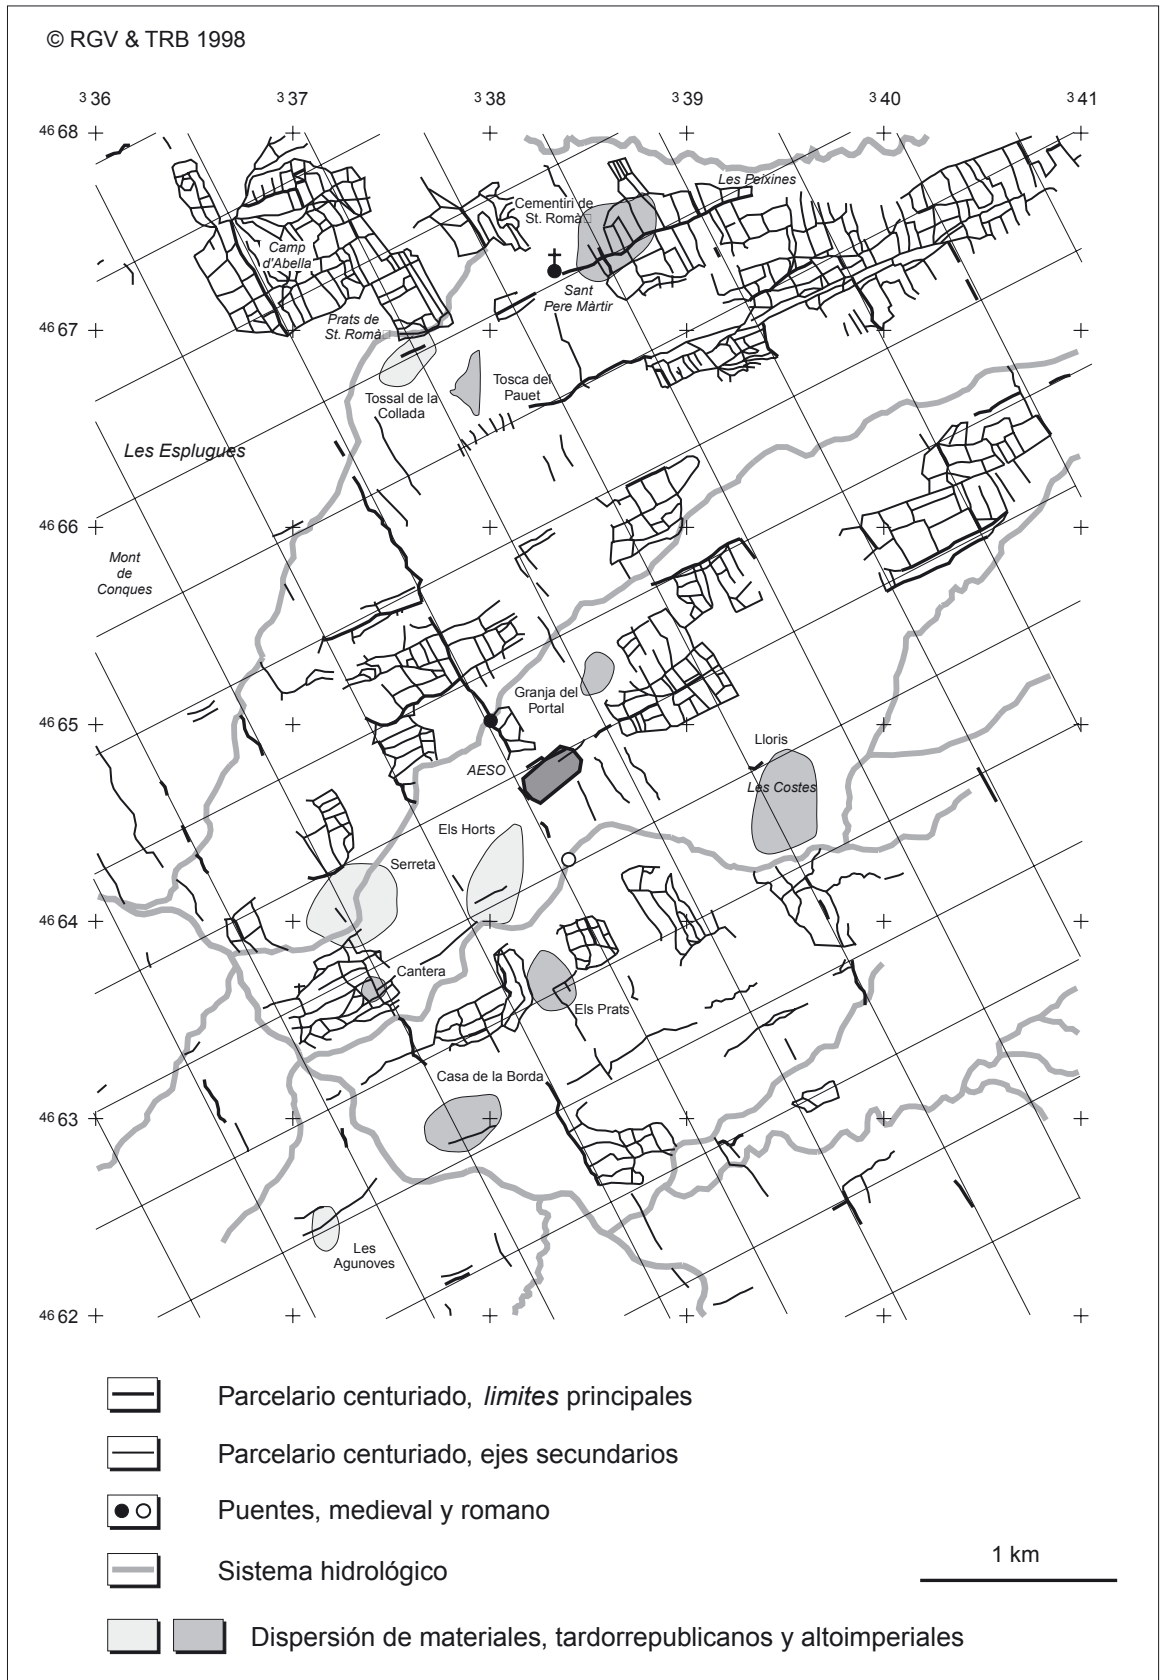 © RGV & TRB 1998
3 36
3 37
3 38
3 39
3 40
3 41
46 68
Les Peixines
Cementiri de
St. Romà
Camp
d'Abella
Sant
Pere Màrtir
Prats de
St. Romà
46 67
Tossal de la
Collada
Tosca del
Pauet
Les Esplugues
46 66
Mont
de
Conques
Granja del
Portal
46 65
Lloris
AESO
Les Costes
Els Horts
Serreta
46 64
Cantera
Els Prats
Casa de la Borda
46 63
Les
Agunoves
46 62
Parcelario centuriado, limites principales
Parcelario centuriado, ejes secundarios
Puentes, medieval y romano
1 km
Sistema hidrológico
Dispersión de materiales, tardorrepublicanos y altoimperiales